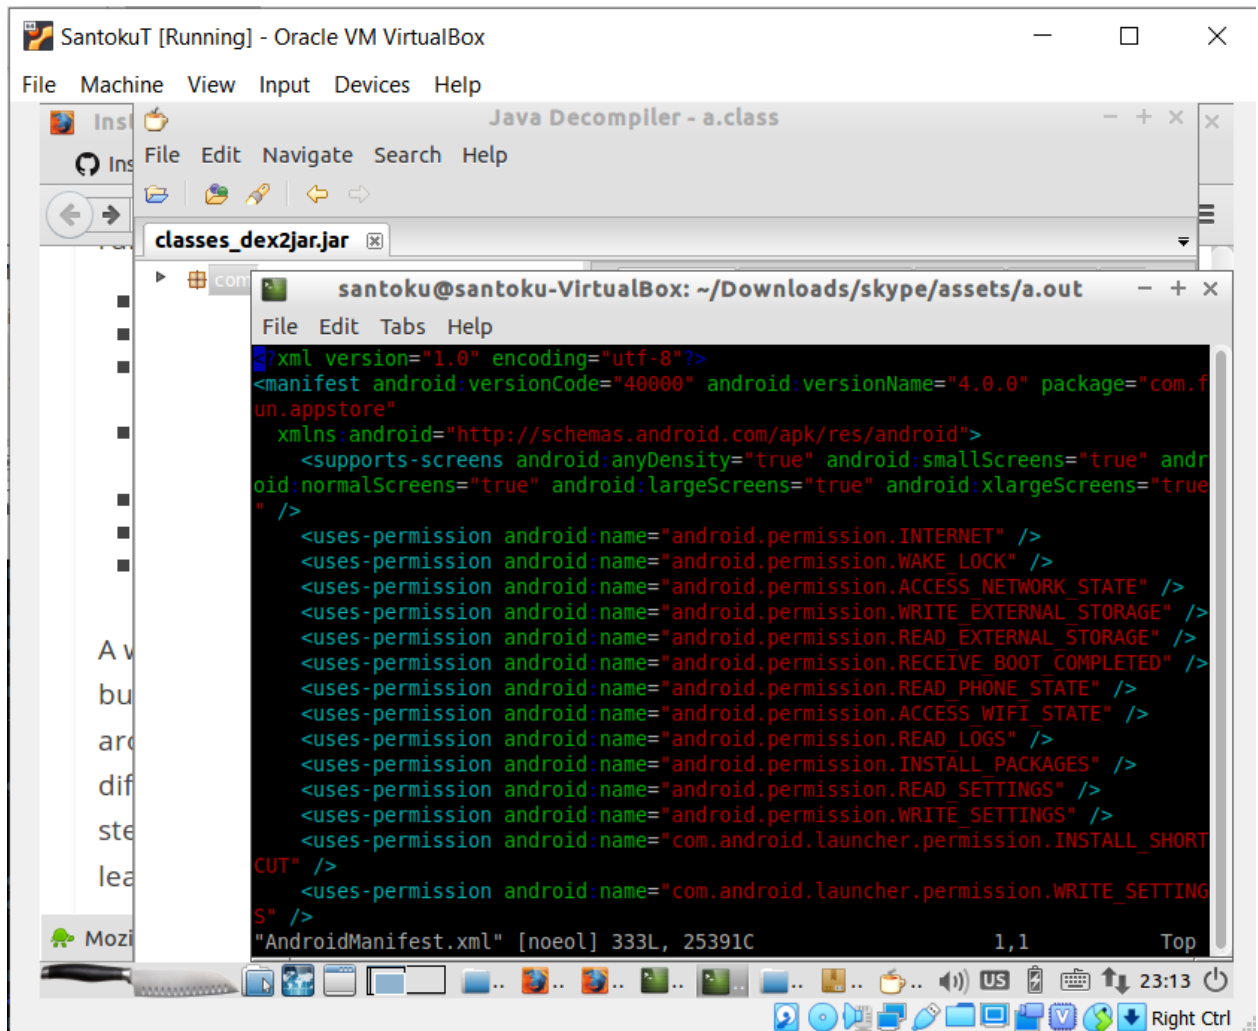 SantokuT [Running] - Oracle VM VirtualBox
File Machine View Input Devices Help
Java Decompiler - a.class
File Edit Navigate Search Help
classes_dex2jar.jar
com
santoku@santoku-VirtualBox: ~/Downloads/skype/assets/a.out
File Edit Tabs Help
<?xml version="1.0" encoding="utf-8"?>
<manifest android:versionCode="40000" android:versionName="4.0.0" package="com.f
un.appstore"
xmlns:android="http://schemas.android.com/apk/res/android">
<supports-screens android:anyDensity="true" android:smallScreens="true" andr
oid:normalScreens="true" android:largeScreens="true" android:xlargeScreens="true
" />
<uses-permission android:name="android.permission.INTERNET" />
<uses-permission android:name="android.permission.WAKE_LOCK" />
<uses-permission android:name="android.permission.ACCESS_NETWORK_STATE" />
<uses-permission android:name="android.permission.WRITE_EXTERNAL_STORAGE" />
<uses-permission android:name="android.permission.READ_EXTERNAL_STORAGE" />
<uses-permission android:name="android.permission.RECEIVE_BOOT_COMPLETED" />
<uses-permission android:name="android.permission.READ_PHONE_STATE" />
<uses-permission android:name="android.permission.ACCESS_WIFI_STATE" />
<uses-permission android:name="android.permission.READ_LOGS" />
<uses-permission android:name="android.permission.INSTALL_PACKAGES" />
<uses-permission android:name="android.permission.READ_SETTINGS" />
<uses-permission android:name="android.permission.WRITE_SETTINGS" />
<uses-permission android:name="com.android.launcher.permission.INSTALL_SHORT
CUT" />
<uses-permission android:name="com.android.launcher.permission.WRITE_SETTING
S" />
"AndroidManifest.xml" [noeol] 333L, 25391C 1,1 Top
Inst
Ins
A
bu
dif
ste
lea
Mozi
US 23:13
Right Ctrl